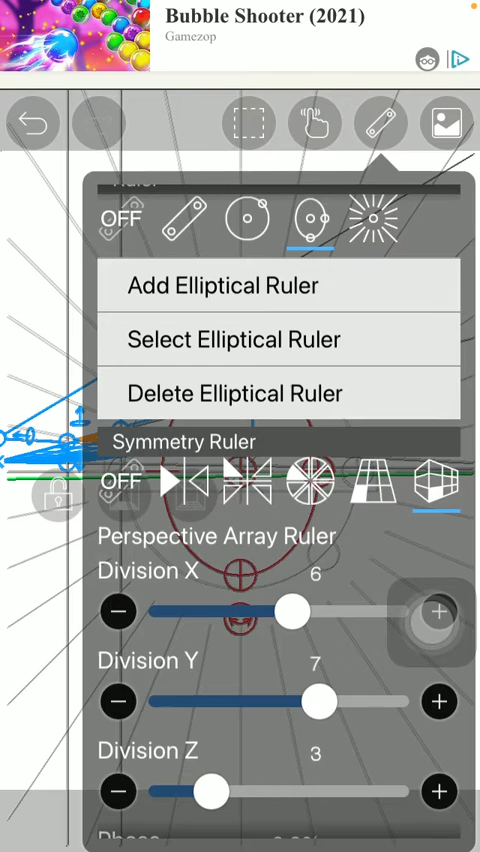 Bubble Shooter (2021)
Gamezop
Ruler
OFF
Add Elliptical Ruler
Select Elliptical Ruler
Delete Elliptical Ruler
Symmetry Ruler
OFF
Perspective Array Ruler
Division X 6
Division Y 7
Division Z 3